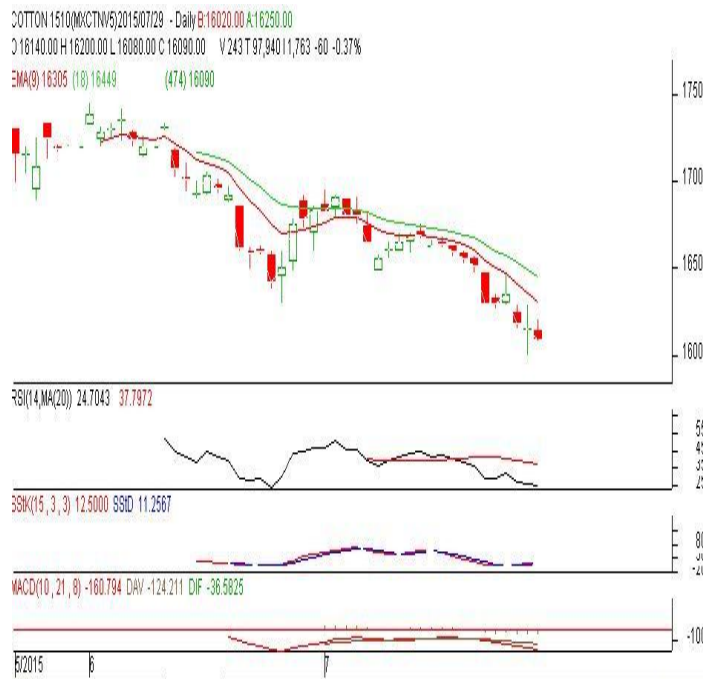 COTTON 1510(MXCTNV5)2015/07/29 - Daily B:16020.00 A:16250.00
O 16140.00 H 16200.00 L 16080.00 C 16090.00 V 243 T 97,940 I 1,763 -60 -0.37%
EMA(9) 16305 (18) 16449 (474) 16090
1750
1700
1650
1600
RSI(14,MA(20)) 24.7043 37.7972
SStK(15,3,3) 12.5000 SStD 11.2567
80
MACD(10,21,8) -160.794 DAV -124.211 DIF -36.5825
-100
5/2015 6 7